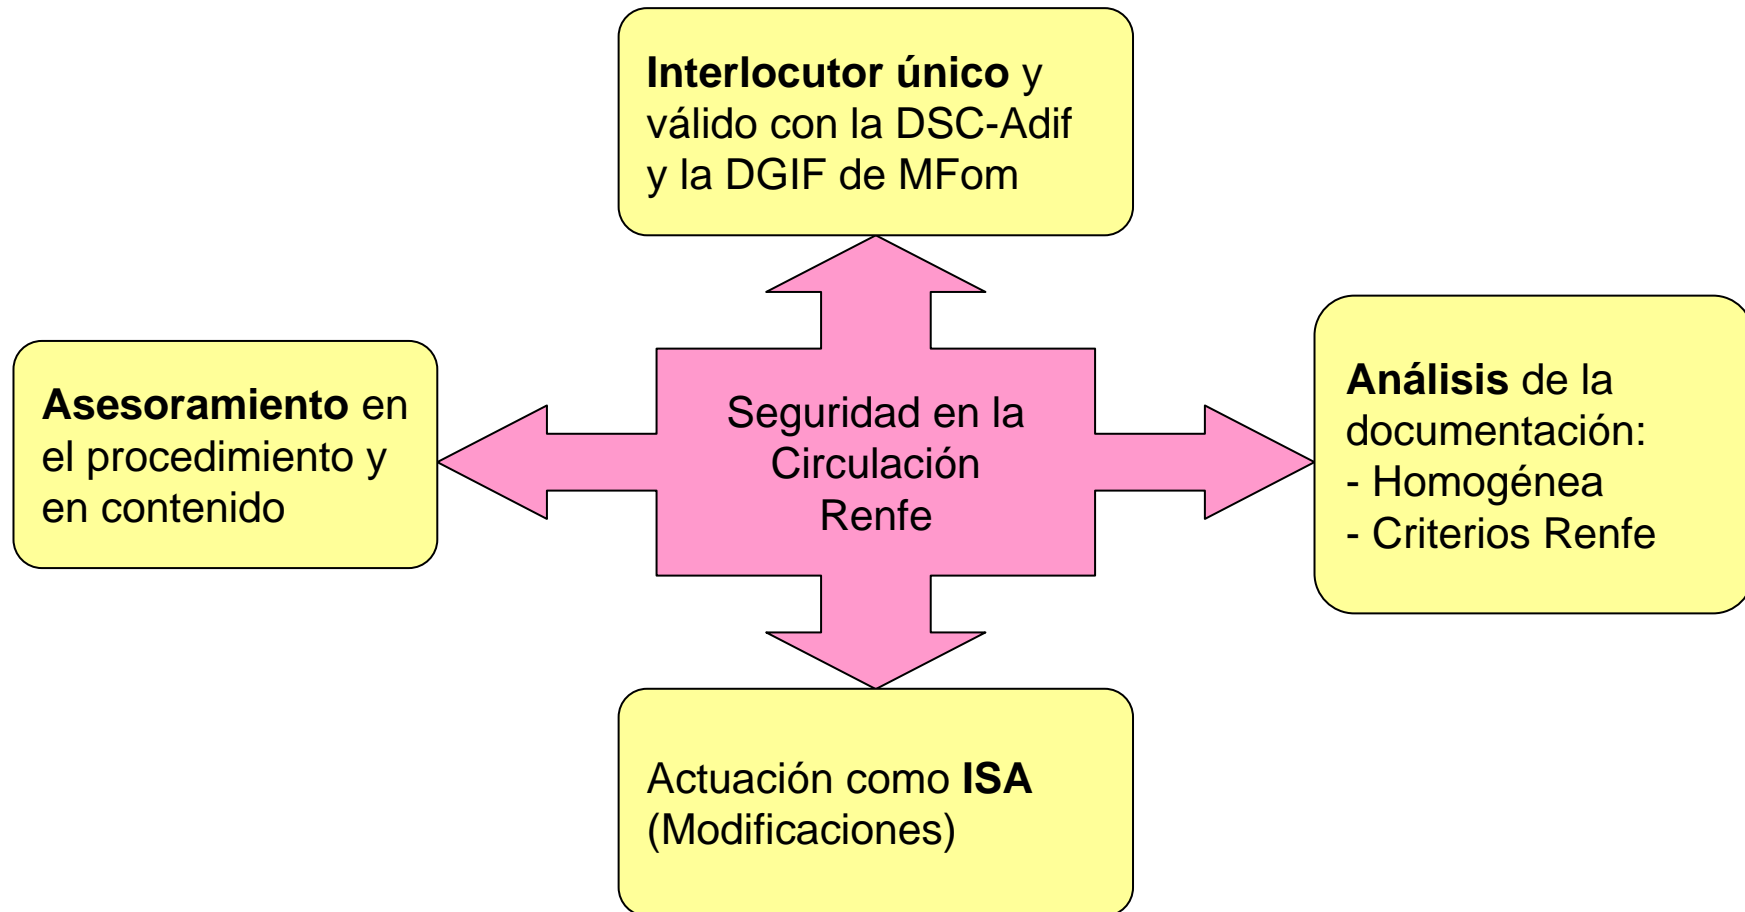 Interlocutor único y
válido con la DSC-Adif
y la DGIF de MFom
Asesoramiento en
el procedimiento y
en contenido
Seguridad en la
Circulación
Renfe
Análisis de la
documentación:
- Homogénea
- Criterios Renfe
Actuación como ISA
(Modificaciones)